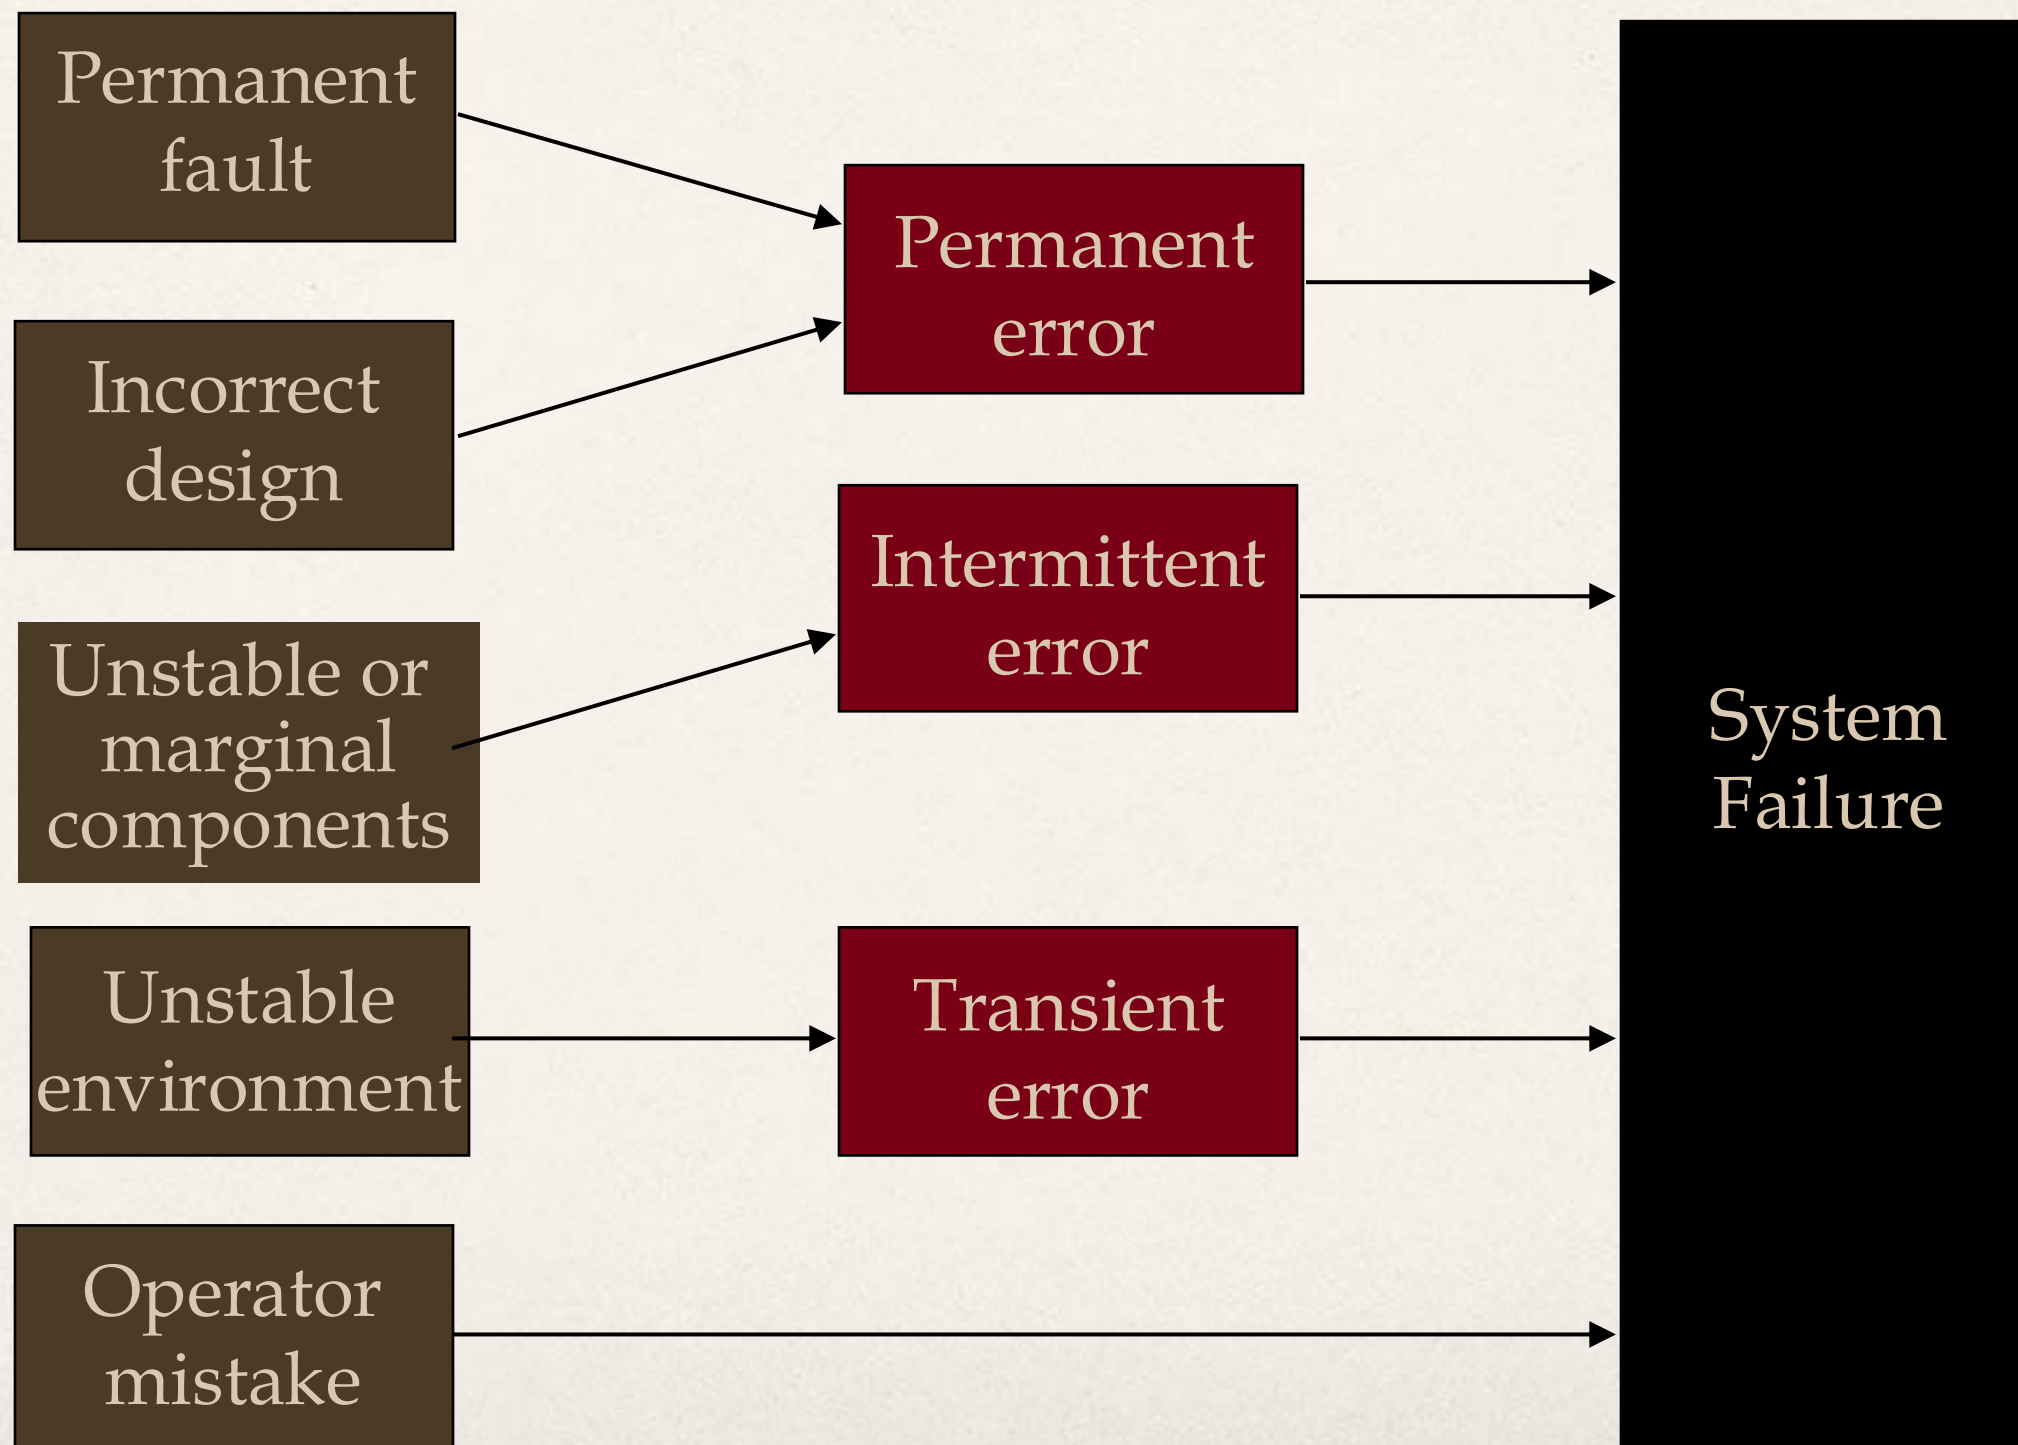 Permanent
fault
Incorrect
design
Unstable or
marginal
components
Unstable
environment
Operator
mistake
Permanent
error
Intermittent
error
Transient
error
System
Failure